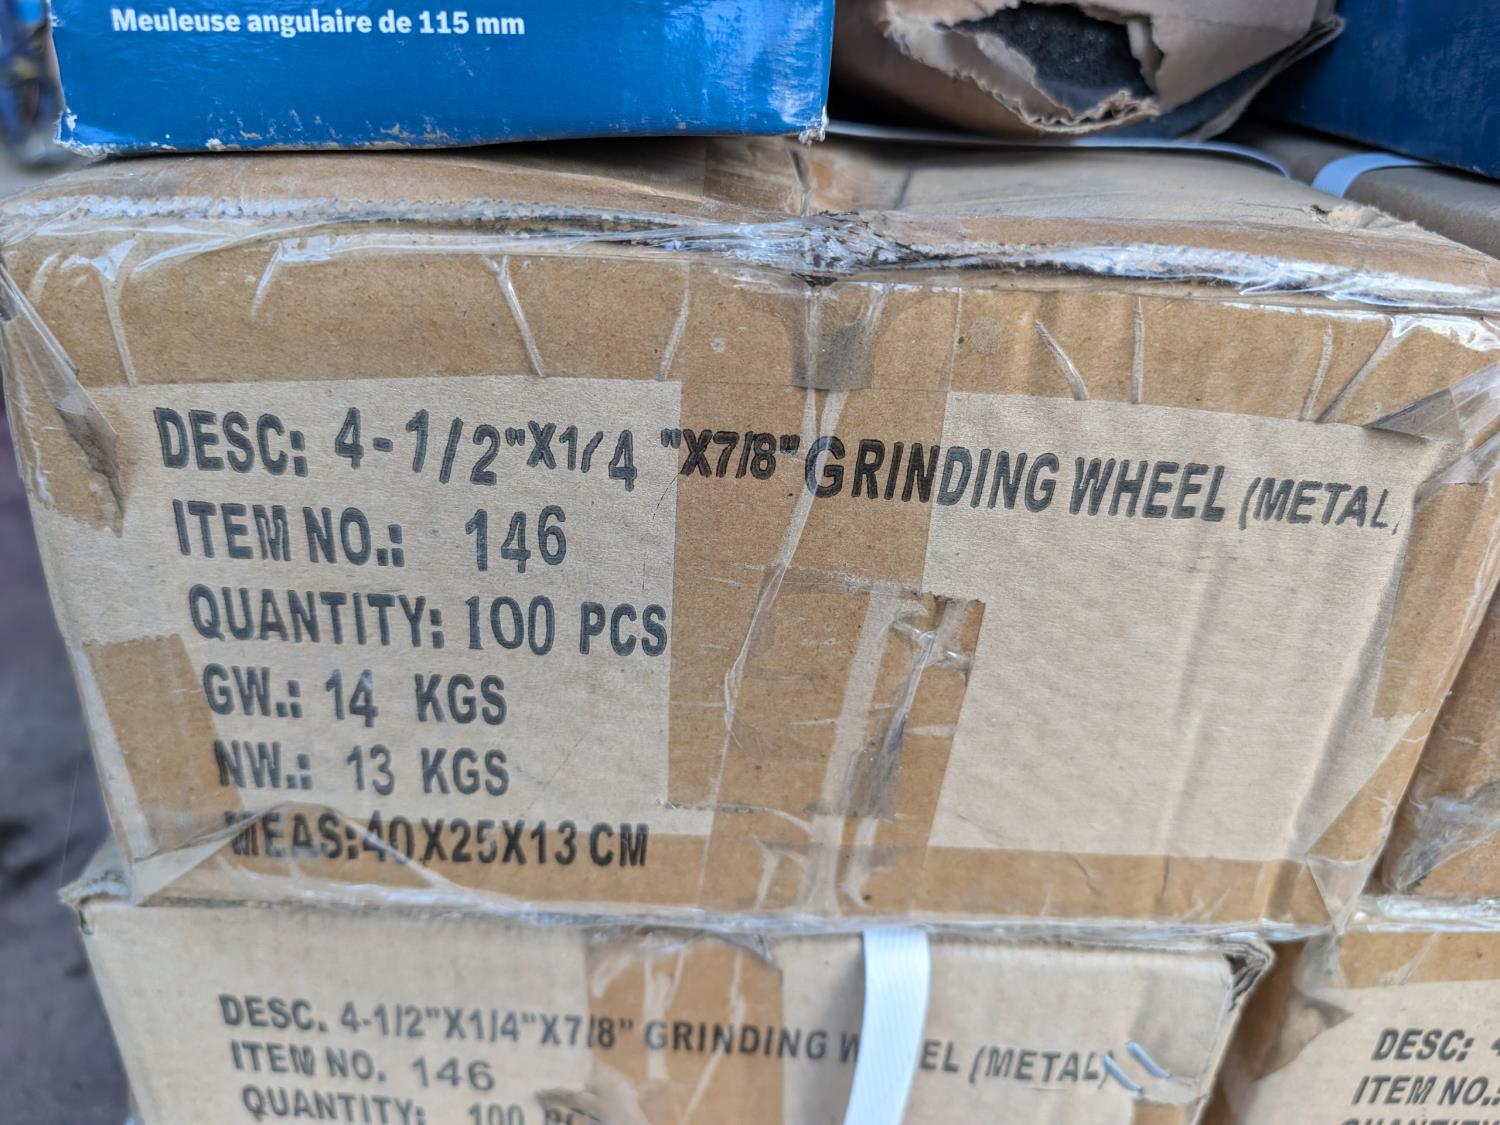 Meuleuse angulaire de 115 mm
DESC: 4-1/2"X1/4 "X7/8" GRINDING WHEEL (METAL
ITEM NO.: 146
QUANTITY: 100 PCS
GW.: 14 KGS
NW.: 13 KGS
MEAS:40X25X13 CM
DESC. 4-1/2"X1/4"X7/8" GRINDING W EL (METAL)
ITEM NO. 146
QUANTITY: 100
DESC:
ITEM NO.: